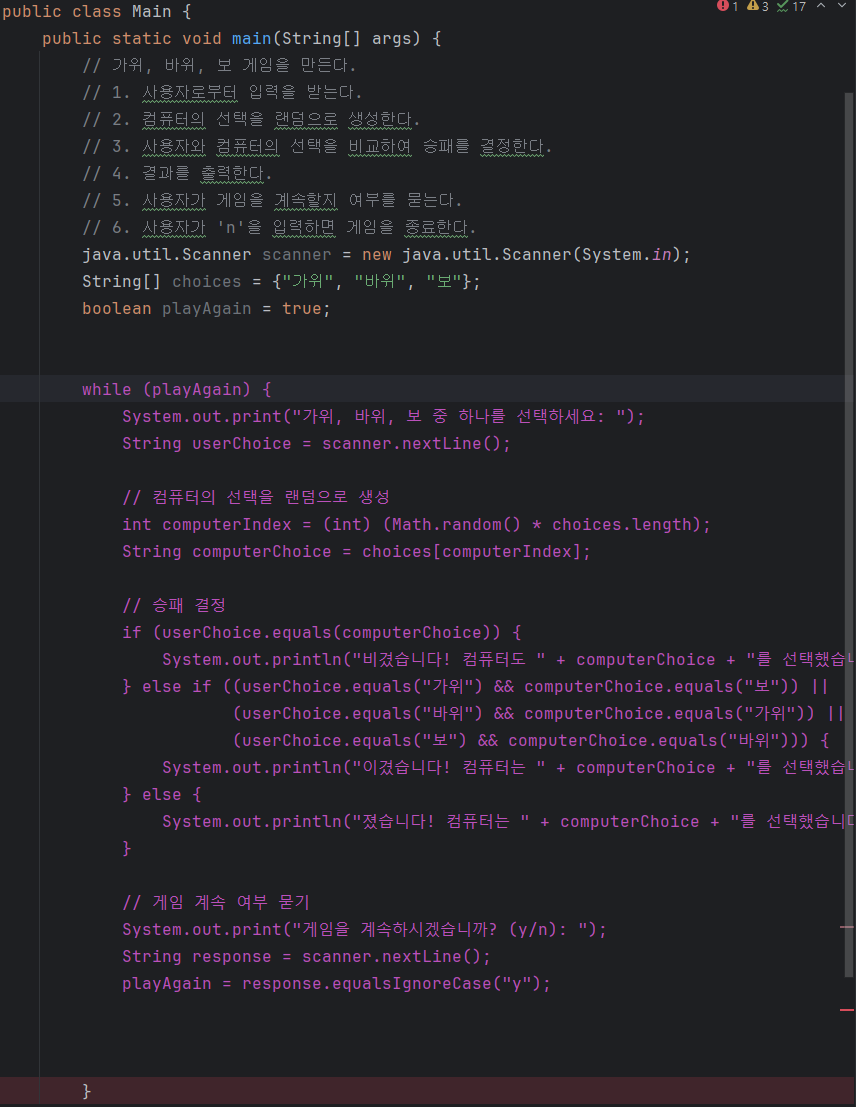 public class Main {
1 3 17
public static void main(String[] args) {
// 가위, 바위, 보 게임을 만든다.
// 1. 사용자로부터 입력을 받는다.
// 2. 컴퓨터의 선택을 랜덤으로 생성한다.
// 3. 사용자와 컴퓨터의 선택을 비교하여 승패를 결정한다.
// 4. 결과를 출력한다.
// 5. 사용자가 게임을 계속할지 여부를 묻는다.
// 6. 사용자가 'n'을 입력하면 게임을 종료한다.
java.util.Scanner scanner = new java.util.Scanner(System.in);
String[] choices = {"가위", "바위", "보"};
boolean playAgain = true;
while (playAgain) {
System.out.print("가위, 바위, 보 중 하나를 선택하세요: ");
String userChoice = scanner.nextLine();
// 컴퓨터의 선택을 랜덤으로 생성
int computerIndex = (int) (Math.random() * choices.length);
String computerChoice = choices[computerIndex];
// 승패 결정
if (userChoice.equals(computerChoice)) {
System.out.println("비겼습니다! 컴퓨터도 " + computerChoice + "를 선택했습
} else if ((userChoice.equals("가위") && computerChoice.equals("보")) ||
(userChoice.equals("바위") && computerChoice.equals("가위")) ||
(userChoice.equals("보") && computerChoice.equals("바위"))) {
System.out.println("이겼습니다! 컴퓨터는 " + computerChoice + "를 선택했습
} else {
System.out.println("졌습니다! 컴퓨터는 " + computerChoice + "를 선택했습니다
}
// 게임 계속 여부 묻기
System.out.print("게임을 계속하시겠습니까? (y/n): ");
String response = scanner.nextLine();
playAgain = response.equalsIgnoreCase("y");
}